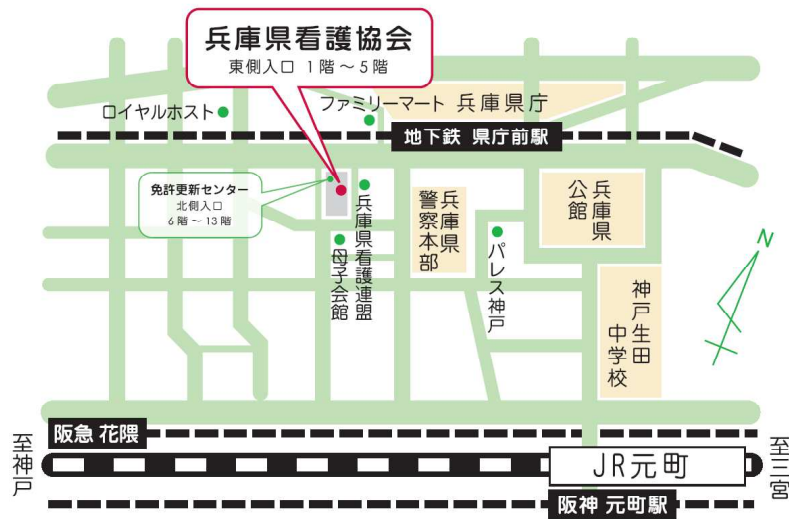 兵庫県看護協会
東側入口 1階～5階
ロイヤルホスト
ファミリーマート
兵庫県庁
地下鉄 県庁前駅
免許更新センター
北側入口
6階～13階
兵庫県看護連盟
母子会館
兵庫県
警察本部
パレス神戸
兵庫県
公館
神戸生田
中学校
N
阪急 花隈
至神戸
JR元町
至三宮
阪神 元町駅